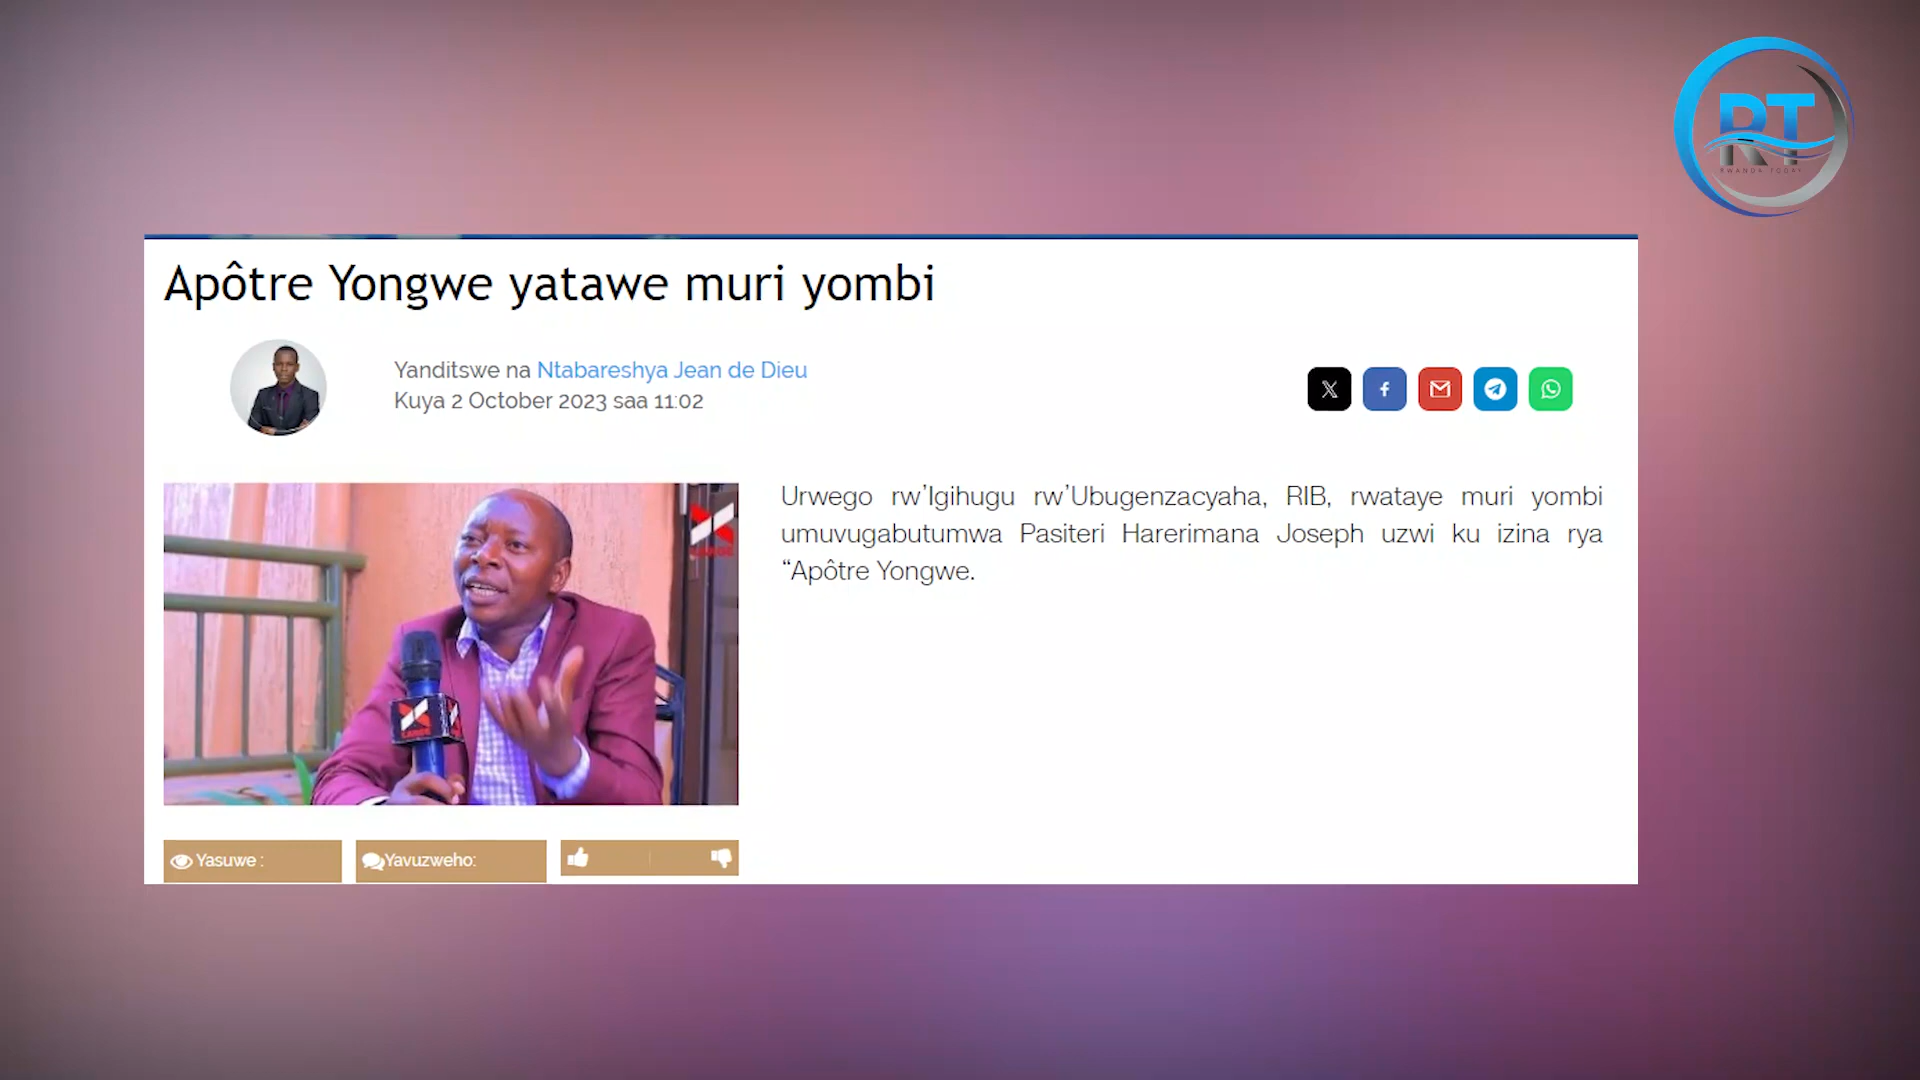 RT
RWANDA TODAY
Apôtre Yongwe yatawe muri yombi
Yanditswe na Ntabareshya Jean de Dieu
Kuya 2 October 2023 saa 11:02
Urwego rw’Igihugu rw’Ubugenzacyaha, RIB, rwataye muri yombi
umuvugabutumwa Pasiteri Harerimana Joseph uzwi ku izina rya
“Apôtre Yongwe.
Yasuwe :
Yavuzweho: